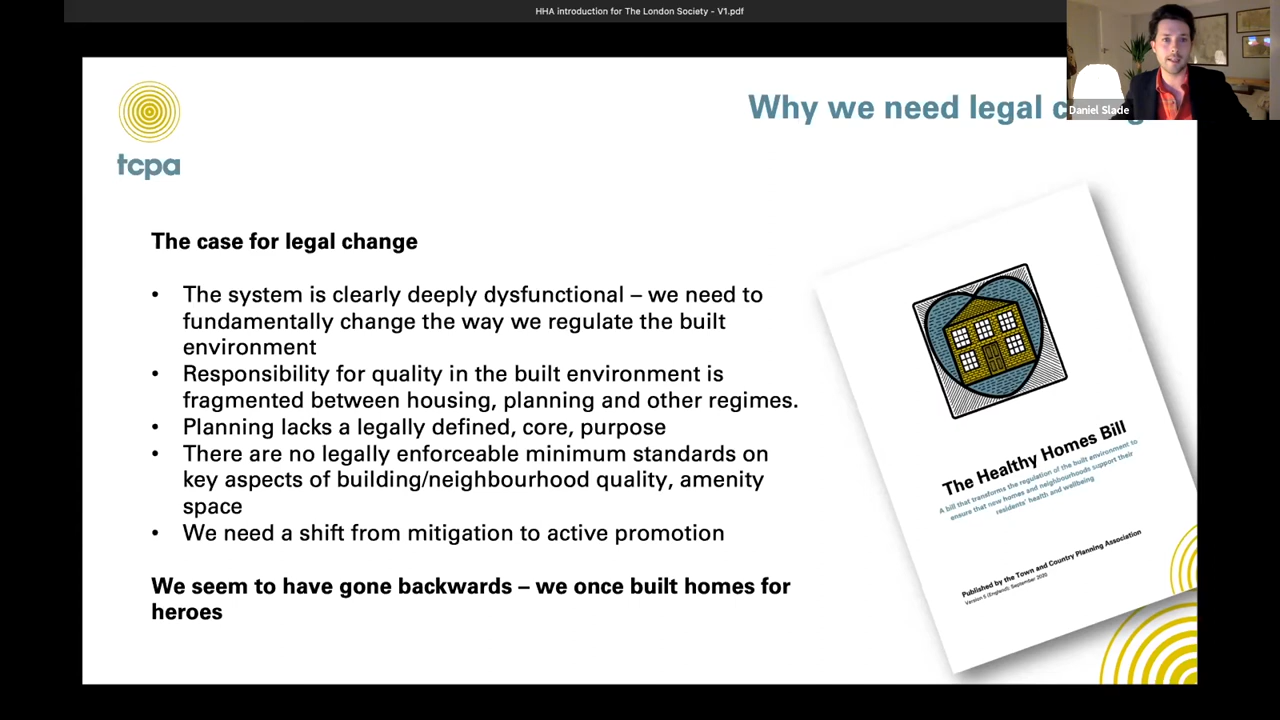 HHA introduction for The London Society - V1.pdf
Daniel Slade
tcpa
Why we need legal
The case for legal change
• The system is clearly deeply dysfunctional – we need to
fundamentally change the way we regulate the built
environment
• Responsibility for quality in the built environment is
fragmented between housing, planning and other regimes.
• Planning lacks a legally defined, core, purpose
• There are no legally enforceable minimum standards on
key aspects of building/neighbourhood quality, amenity
space
• We need a shift from mitigation to active promotion
We seem to have gone backwards – we once built homes for
heroes
The Healthy Homes Bill
A bill that transforms the regulation of the built environment to
ensure that new homes and neighbourhoods support their
residents' health and wellbeing
Published by the Town and Country Planning Association
Version 5 (England), September 2020